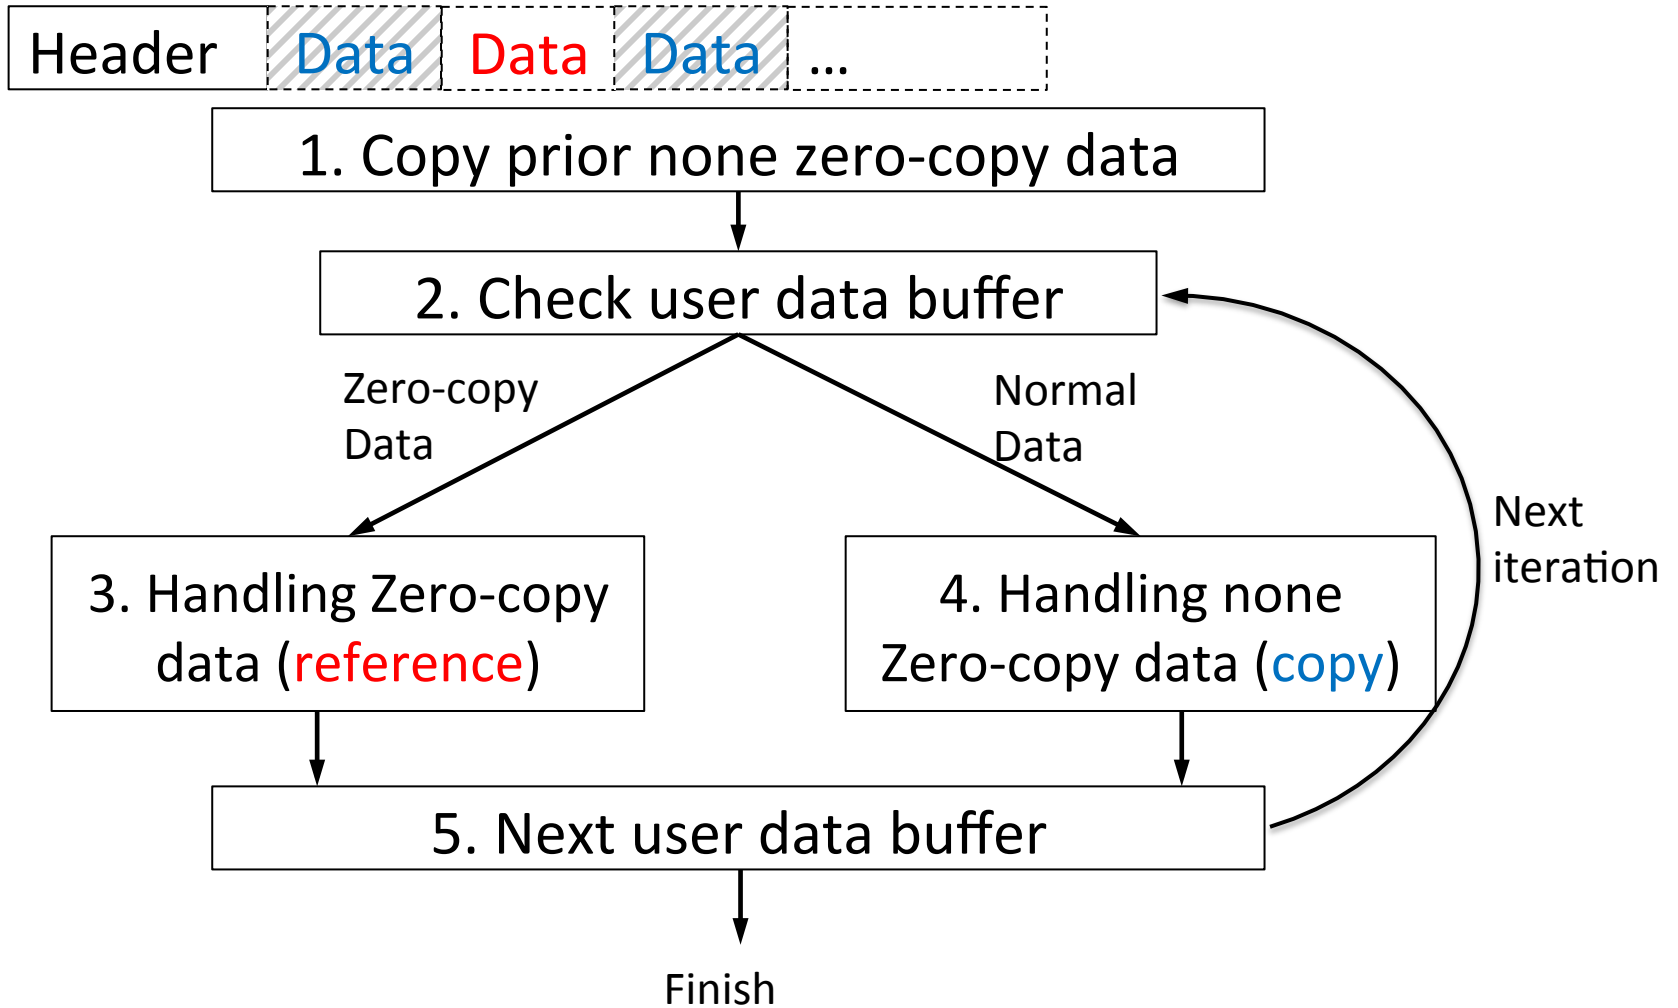 Header Data Data Data ...
1. Copy prior none zero-copy data
2. Check user data buffer
Zero-copy
Data
Normal
Data
Next
iteration
3. Handling Zero-copy
data (reference)
4. Handling none
Zero-copy data (copy)
5. Next user data buffer
Finish